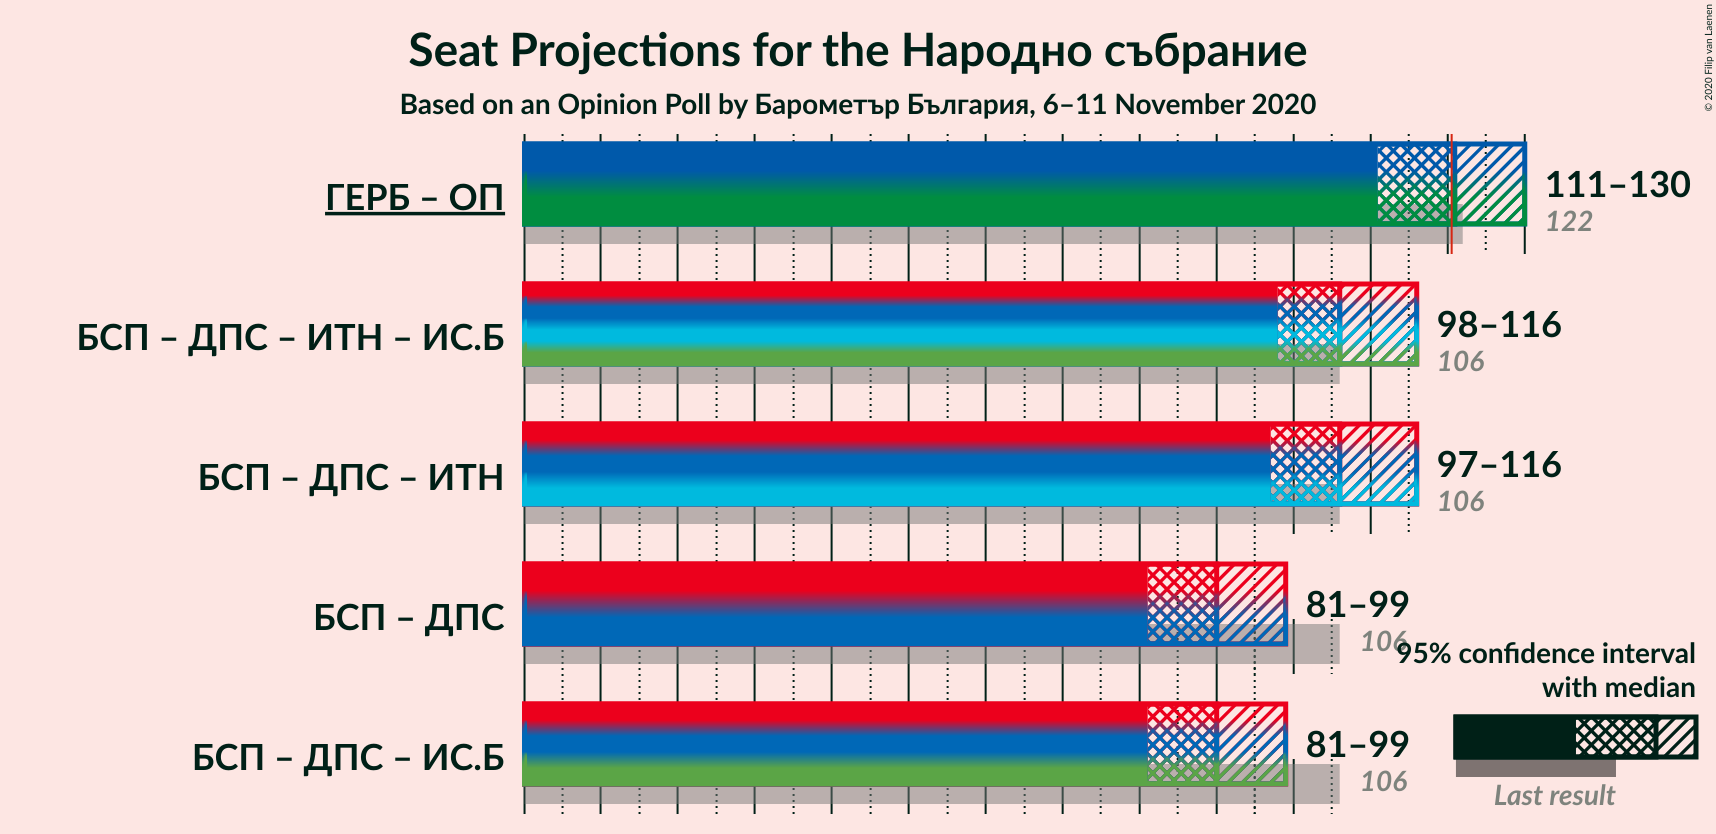 Seat Projections for the Народно събрание
Based on an Opinion Poll by Барометър България, 6–11 November 2020
© 2020 Filip van Laenen
ГЕРБ – ОП
111–130
122
БСП – ДПС – ИТН – ИС.Б
98–116
106
БСП – ДПС – ИТН
97–116
106
БСП – ДПС
81–99
106
БСП – ДПС – ИС.Б
81–99
106
95% confidence interval
with median
Last result